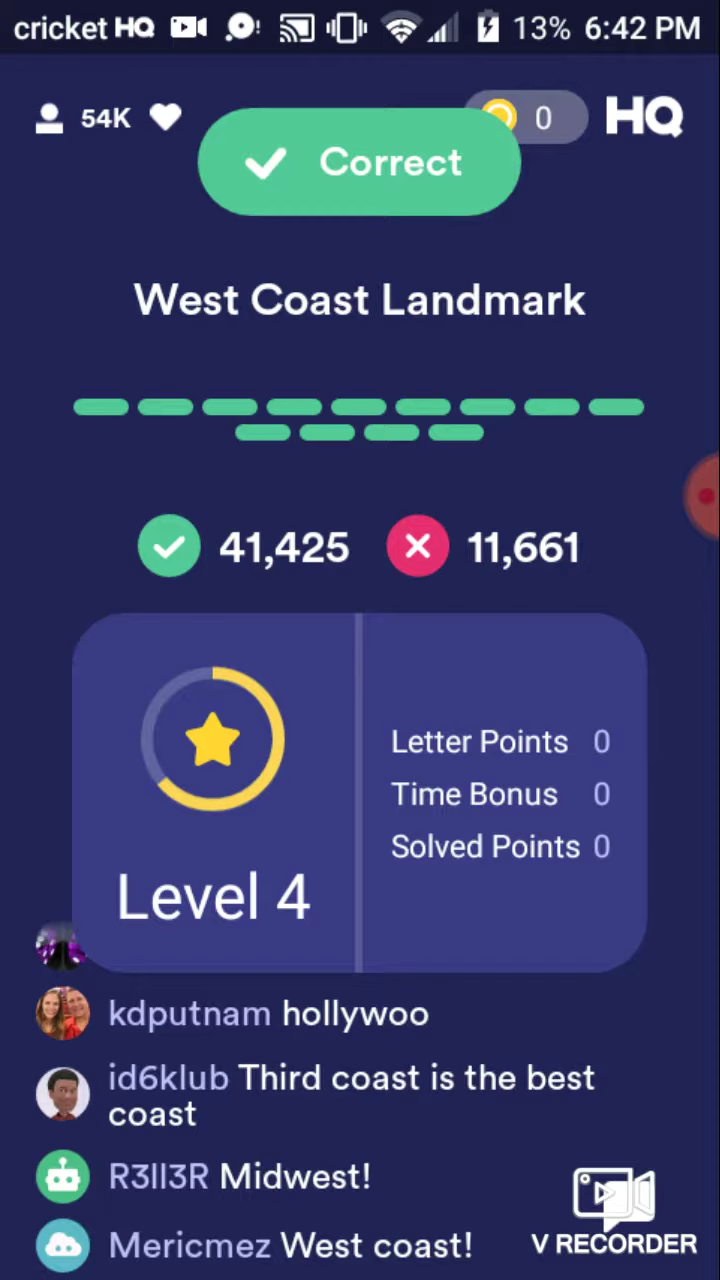 cricket HQ 13% 6:42 PM
54K 0 HQ
Correct
West Coast Landmark
41,425 11,661
Letter Points 0
Time Bonus 0
Solved Points 0
Level 4
kdputnam hollywoo
id6klub Third coast is the best
coast
R3ll3R Midwest!
Mericmez West coast!
V RECORDER